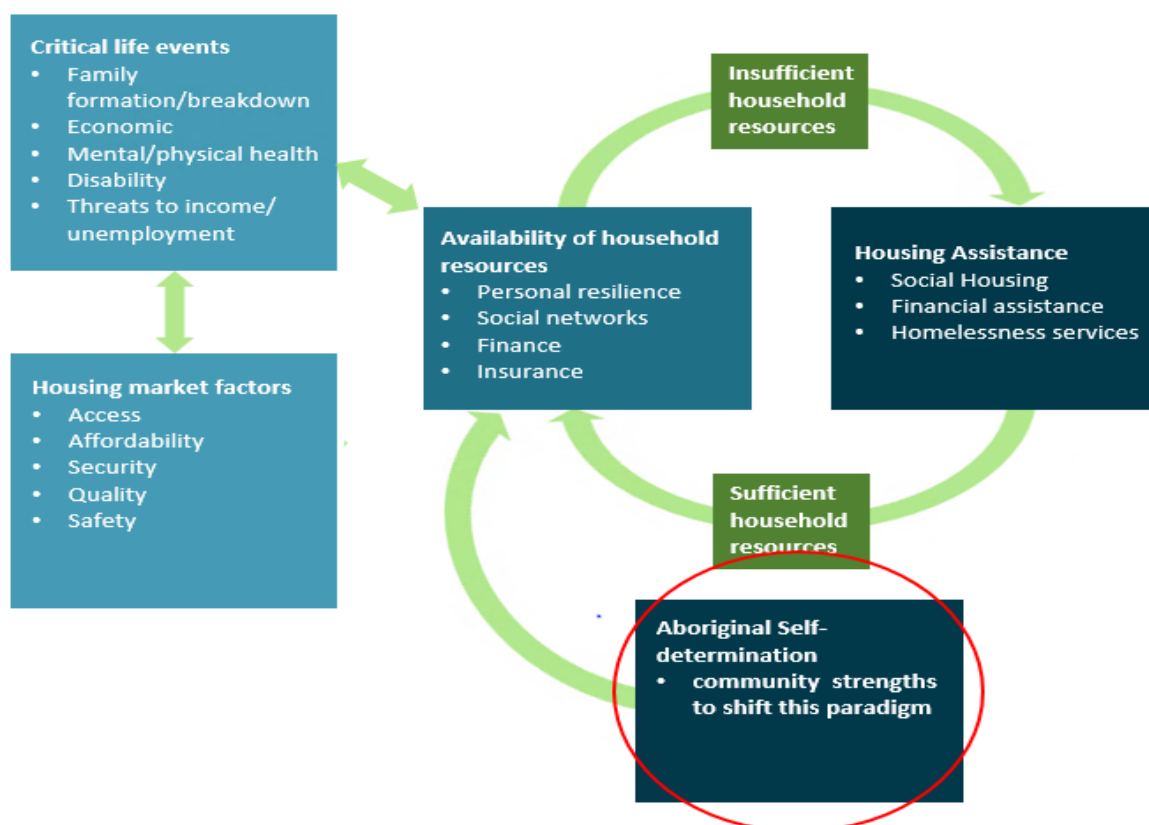 Critical life events
• Family
formation/breakdown
• Economic
• Mental/physical health
• Disability
• Threats to income/
unemployment
Housing market factors
• Access
• Affordability
• Security
• Quality
• Safety
Availability of household
resources
• Personal resilience
• Social networks
• Finance
• Insurance
Insufficient
household
resources
Housing Assistance
• Social Housing
• Financial assistance
• Homelessness services
Sufficient
household
resources
Aboriginal Self-
determination
• community strengths
to shift this paradigm